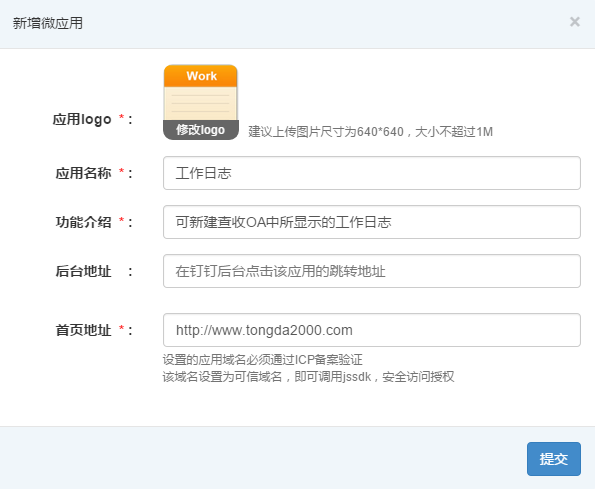 新增微应用 ×
Work
修改logo
应用logo *： 建议上传图片尺寸为640*640，大小不超过1M
应用名称 *： 工作日志
功能介绍 *： 可新建查收OA中所显示的工作日志
后台地址 ： 在钉钉后台点击该应用的跳转地址
首页地址 *： http://www.tongda2000.com
设置的应用域名必须通过ICP备案验证
该域名设置为可信域名，即可调用jssdk，安全访问授权
提交